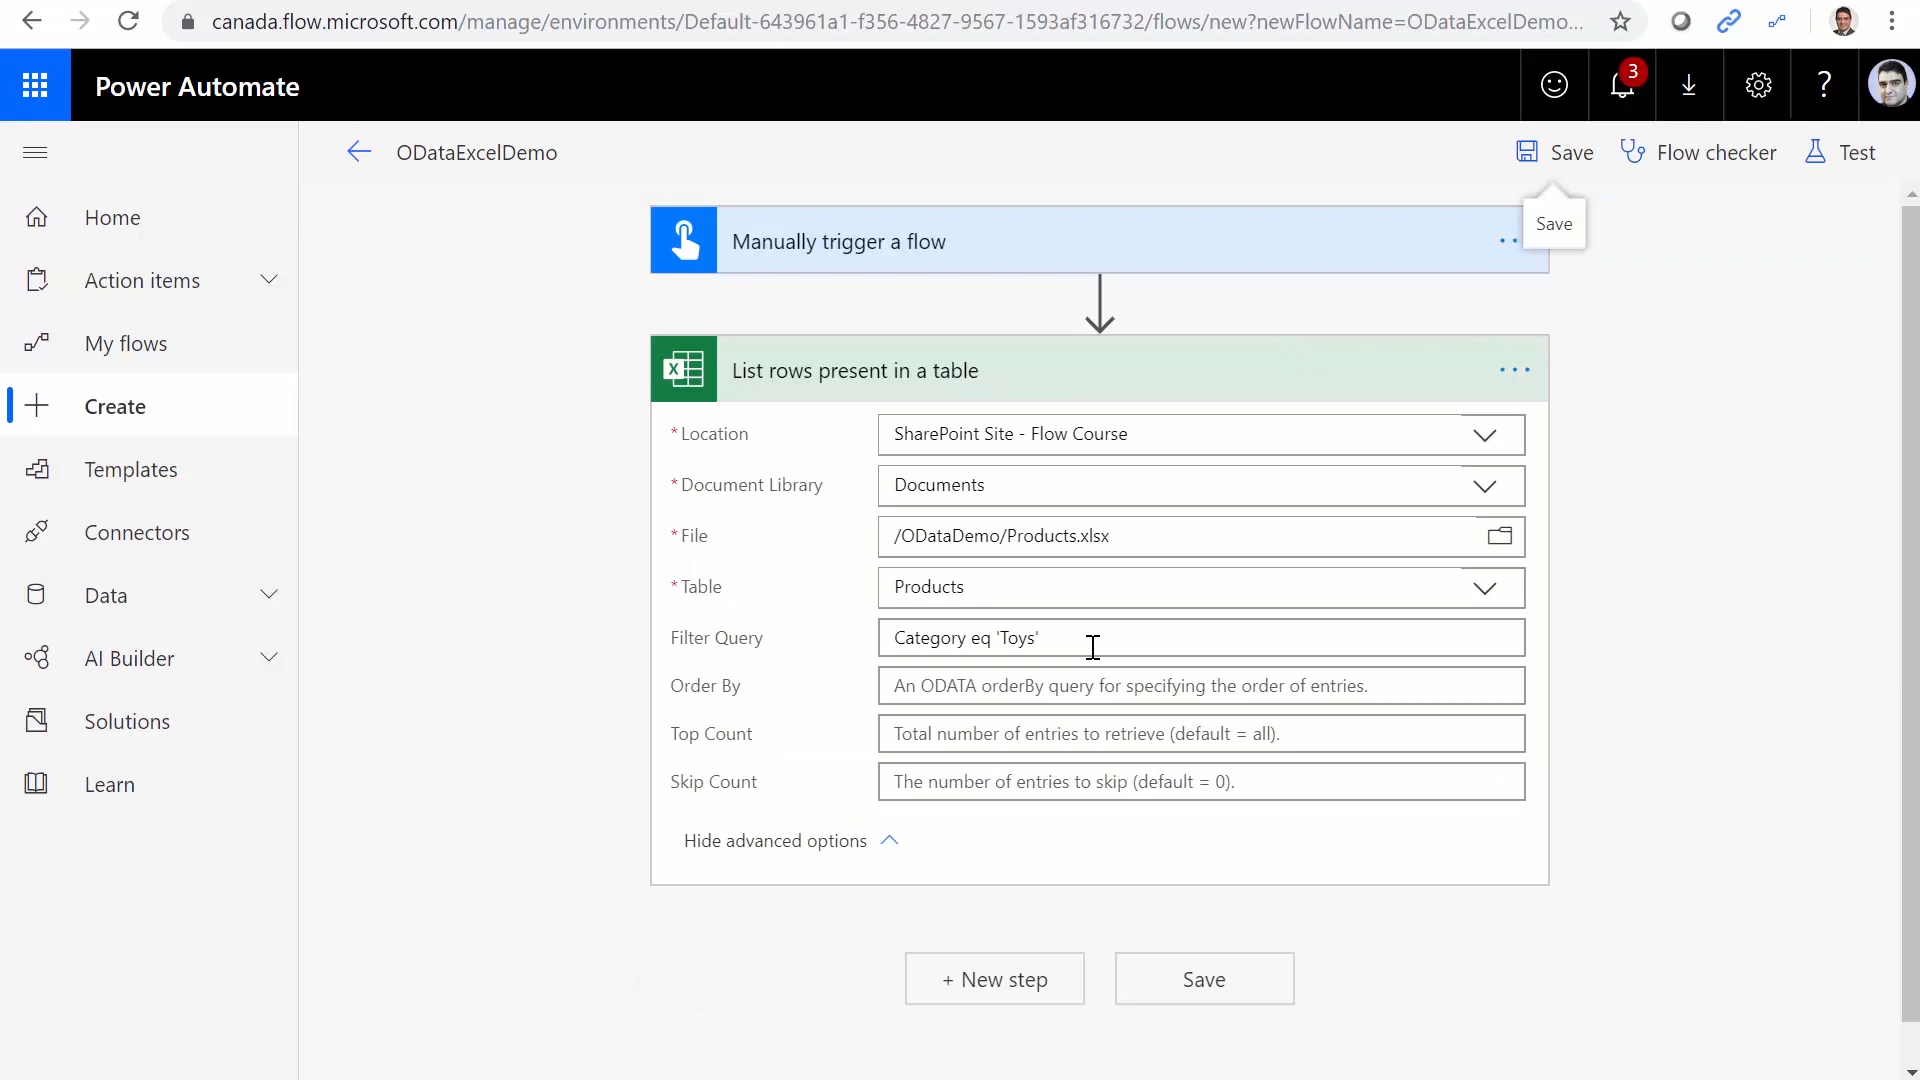 canada.flow.microsoft.com/manage/environments/Default-643961a1-f356-4827-9567-1593af316732/flows/new?newFlowName=ODataExcelDemo...
Power Automate
3
?
ODataExcelDemo
Save
Flow checker
Test
Save
Home
Action items
My flows
Create
Templates
Connectors
Data
AI Builder
Solutions
Learn
Manually trigger a flow
List rows present in a table
* Location
SharePoint Site - Flow Course
* Document Library
Documents
* File
/ODataDemo/Products.xlsx
* Table
Products
Filter Query
Category eq 'Toys'
Order By
An ODATA orderBy query for specifying the order of entries.
Top Count
Total number of entries to retrieve (default = all).
Skip Count
The number of entries to skip (default = 0).
Hide advanced options
+ New step
Save